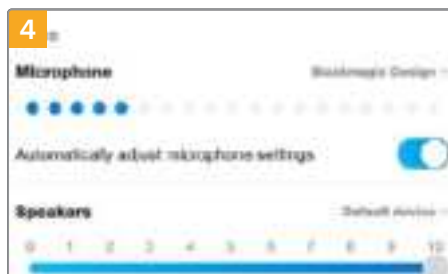 4
Microphone Blackmagic Design
Automatically adjust microphone settings
Speakers Default device
0 1 2 3 4 5 6 7 8 9 10